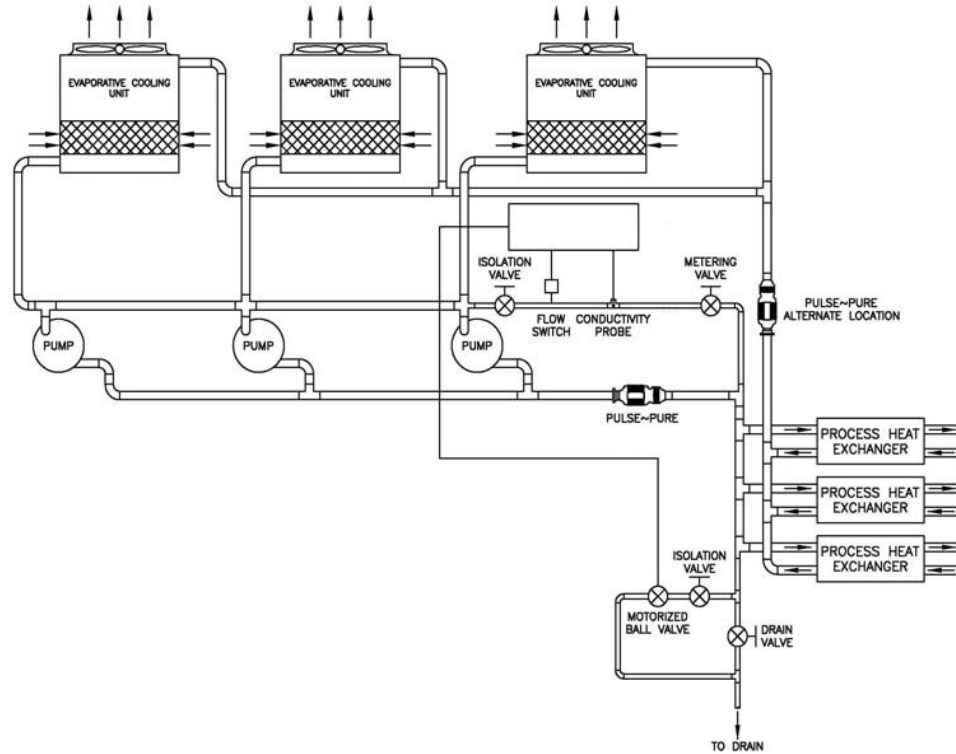 EVAPORATIVE COOLING
UNIT
EVAPORATIVE COOLING
UNIT
EVAPORATIVE COOLING
UNIT
ISOLATION
VALVE
METERING
VALVE
FLOW
SWITCH
CONDUCTIVITY
PROBE
PULSE~PURE
ALTERNATE LOCATION
PUMP
PUMP
PUMP
PULSE~PURE
PROCESS HEAT
EXCHANGER
PROCESS HEAT
EXCHANGER
PROCESS HEAT
EXCHANGER
ISOLATION
VALVE
MOTORIZED
BALL VALVE
DRAIN
VALVE
TO DRAIN